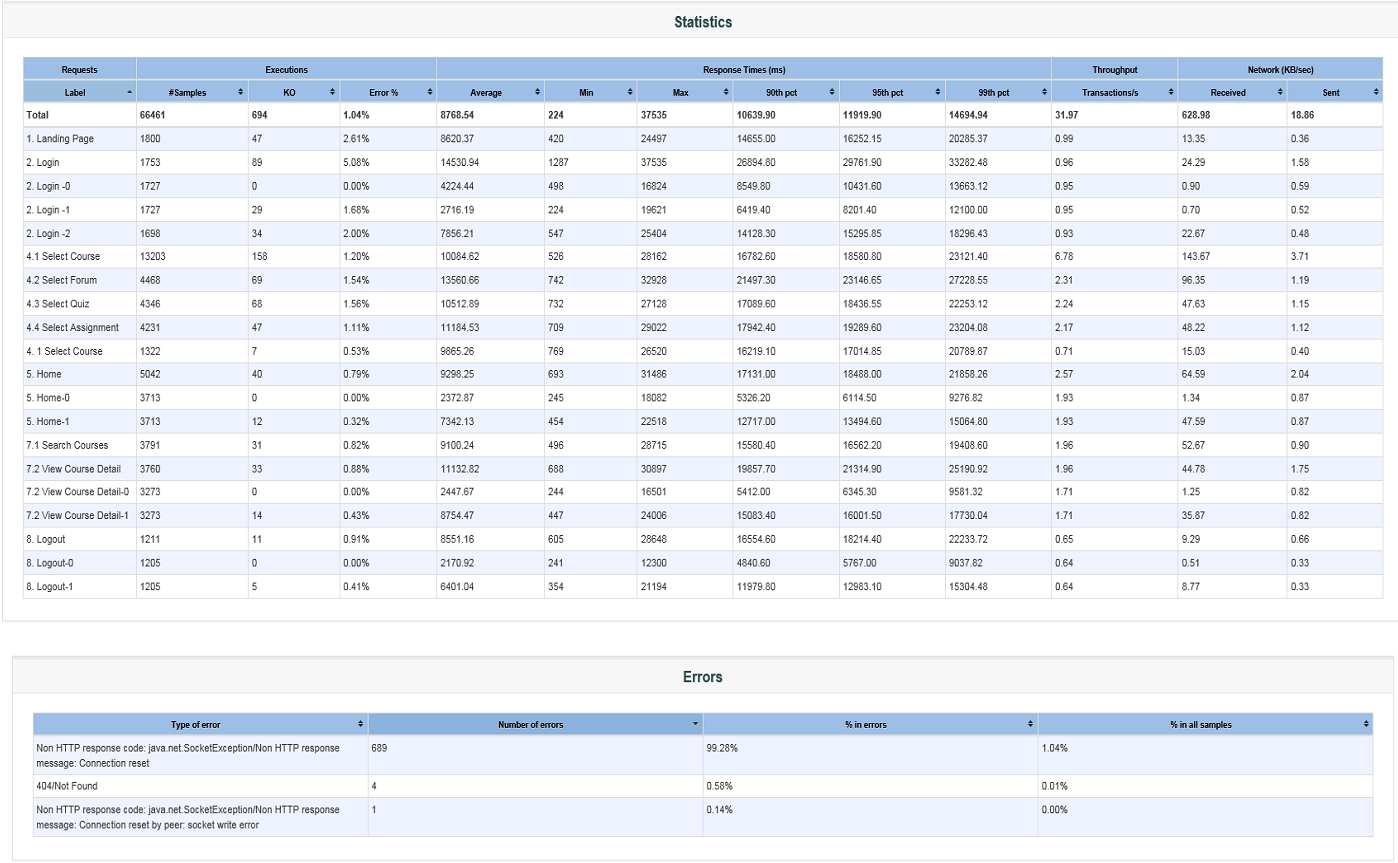 Statistics
Requests Executions Response Times (ms) Throughput Network (KB/sec)
Label #Samples KO Error % Average Min Max 90th pct 95th pct 99th pct Transactions/s Received Sent
Total 66461 694 1.04% 8768.54 224 37535 10639.90 11919.90 14694.94 31.97 628.98 18.86
1. Landing Page 1800 47 2.61% 8620.37 420 24497 14655.00 16252.15 20285.37 0.99 13.35 0.36
2. Login 1753 89 5.08% 14530.94 1287 37535 26894.80 29761.90 33282.48 0.96 24.29 1.58
2. Login -0 1727 0 0.00% 4224.44 498 16824 8549.80 10431.60 13663.12 0.95 0.90 0.59
2. Login -1 1727 29 1.68% 2716.19 224 19621 6419.40 8201.40 12100.00 0.95 0.70 0.52
2. Login -2 1698 34 2.00% 7856.21 547 25404 14128.30 15295.85 18296.43 0.93 22.67 0.48
4.1 Select Course 13203 158 1.20% 10084.62 526 28162 16782.60 18580.80 23121.40 6.78 143.67 3.71
4.2 Select Forum 4468 69 1.54% 13560.66 742 32928 21497.30 23146.65 27228.55 2.31 96.35 1.19
4.3 Select Quiz 4346 68 1.56% 10512.89 732 27128 17089.60 18436.55 22253.12 2.24 47.63 1.15
4.4 Select Assignment 4231 47 1.11% 11184.53 709 29022 17942.40 19289.60 23204.08 2.17 48.22 1.12
4. 1 Select Course 1322 7 0.53% 9865.26 769 26520 16219.10 17014.85 20789.87 0.71 15.03 0.40
5. Home 5042 40 0.79% 9298.25 693 31486 17131.00 18488.00 21858.26 2.57 64.59 2.04
5. Home-0 3713 0 0.00% 2372.87 245 18082 5326.20 6114.50 9276.82 1.93 1.34 0.87
5. Home-1 3713 12 0.32% 7342.13 454 22518 12717.00 13494.60 15064.80 1.93 47.59 0.87
7.1 Search Courses 3791 31 0.82% 9100.24 496 28715 15580.40 16562.20 19408.60 1.96 52.67 0.90
7.2 View Course Detail 3760 33 0.88% 11132.82 688 30897 19857.70 21314.90 25190.92 1.96 44.78 1.75
7.2 View Course Detail-0 3273 0 0.00% 2447.67 244 16501 5412.00 6345.30 9581.32 1.71 1.25 0.82
7.2 View Course Detail-1 3273 14 0.43% 8754.47 447 24006 15083.40 16001.50 17730.04 1.71 35.87 0.82
8. Logout 1211 11 0.91% 8551.16 605 28648 16554.60 18214.40 22233.72 0.65 9.29 0.66
8. Logout-0 1205 0 0.00% 2170.92 241 12300 4840.60 5767.00 9037.82 0.64 0.51 0.33
8. Logout-1 1205 5 0.41% 6401.04 354 21194 11979.80 12983.10 15304.48 0.64 8.77 0.33
Errors
Type of error Number of errors % in errors % in all samples
Non HTTP response code: java.net.SocketException/Non HTTP response 689 99.28% 1.04%
message: Connection reset
404/Not Found 4 0.58% 0.01%
Non HTTP response code: java.net.SocketException/Non HTTP response 1 0.14% 0.00%
message: Connection reset by peer: socket write error